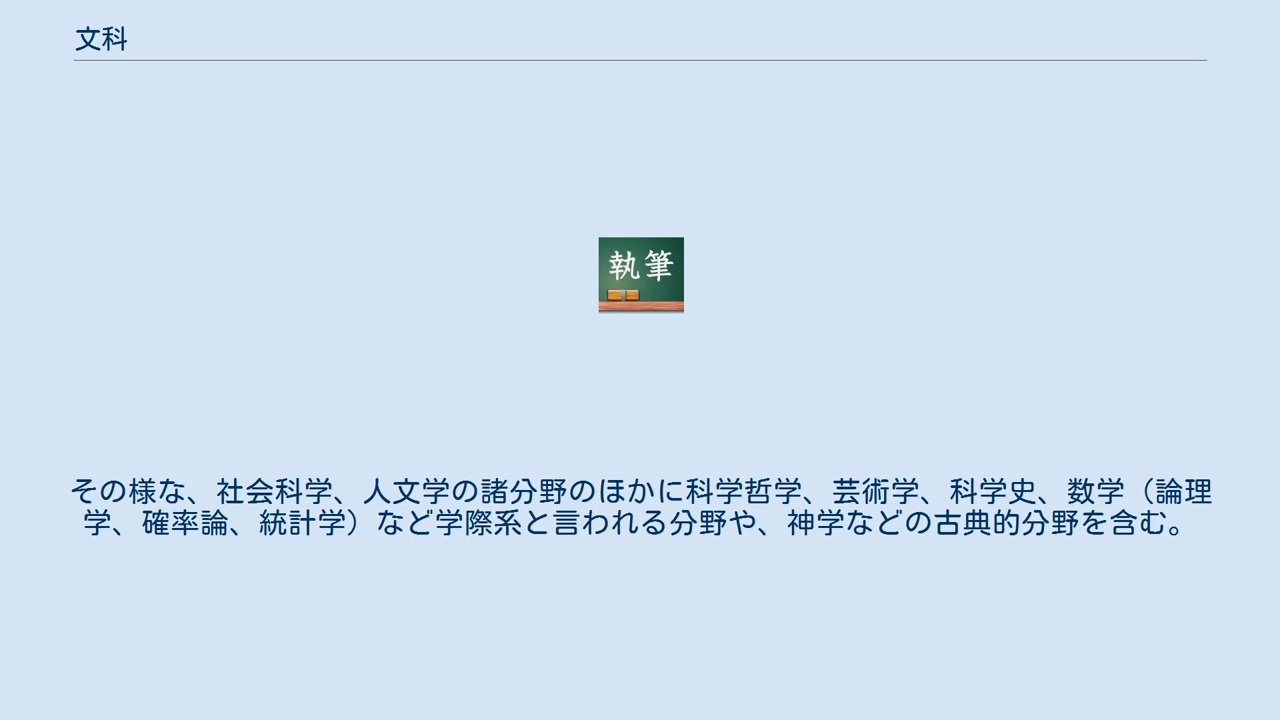 文科
執筆
その様な、社会科学、人文学の諸分野のほかに科学哲学、芸術学、科学史、数学（論理
学、確率論、統計学）など学際系と言われる分野や、神学などの古典的分野を含む。